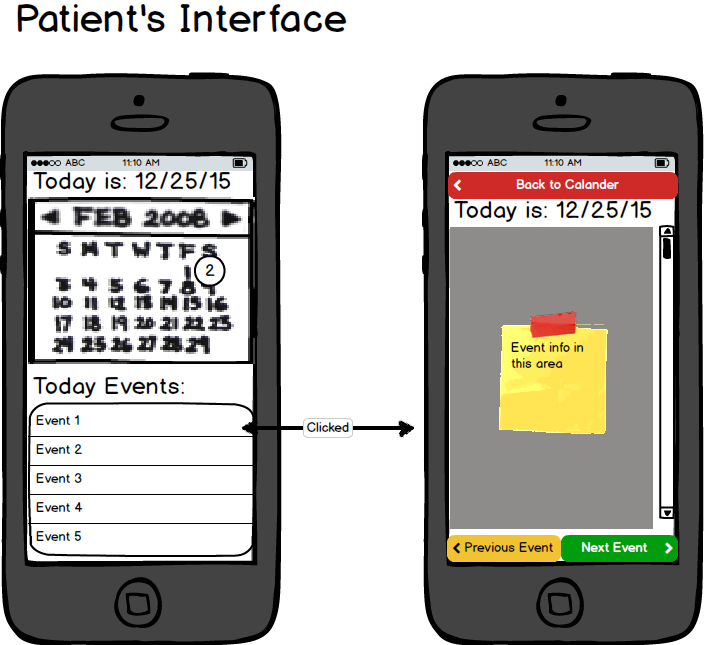 Patient's Interface
ABC 11:10 AM
Today is: 12/25/15
FEB 2008
S M T W T F S
1 2
3 4 5 6 7 8 9
10 11 12 13 14 15 16
17 18 19 20 21 22 23
24 25 26 27 28 29
Today Events:
Event 1
Event 2
Event 3
Event 4
Event 5
Clicked
ABC 11:10 AM
Back to Calander
Today is: 12/25/15
Event info in
this area
Previous Event Next Event